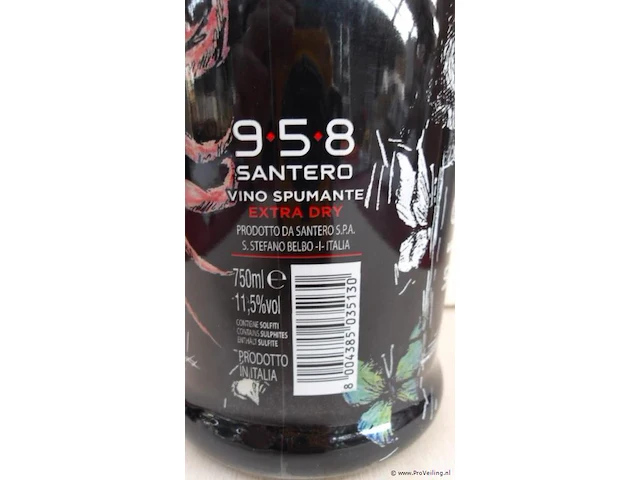 9•5•8
SANTERO
VINO SPUMANTE
EXTRA DRY
PRODOTTO DA SANTERO S.P.A.
S. STEFANO BELBO -I- ITALIA
750ml ℮
11,5%vol
CONTIENE SOLFITI
CONTAINS SULPHITES
ENTHALT SULFITE
PRODOTTO
IN ITALIA
8 004385 035130
© www.ProVeiling.nl